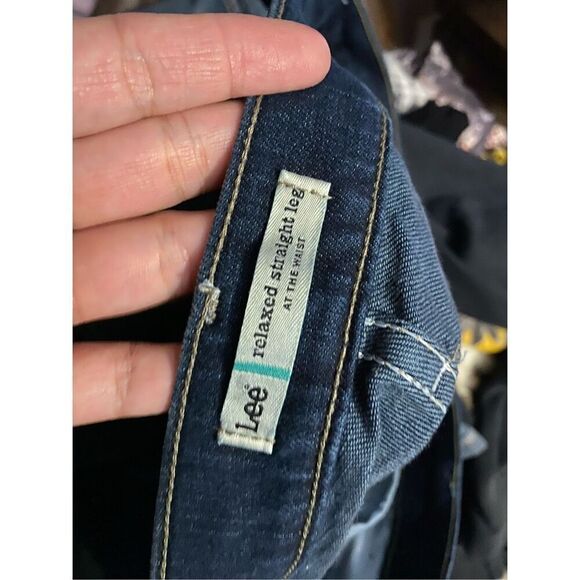 Lee®
relaxed straight leg
AT THE WAIST